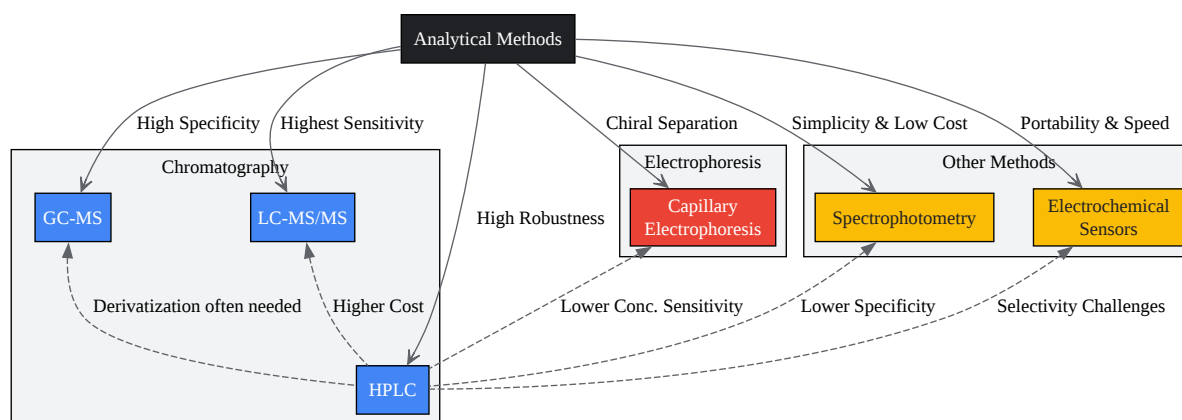 Analytical Methods
High Specificity
Highest Sensitivity
Chiral Separation
Simplicity & Low Cost
Portability & Speed
Chromatography
Electrophoresis
Other Methods
GC-MS
LC-MS/MS
High Robustness
Capillary
Electrophoresis
Spectrophotometry
Electrochemical
Sensors
Derivatization often needed
Higher Cost
Lower Conc. Sensitivity
Lower Specificity
Selectivity Challenges
HPLC